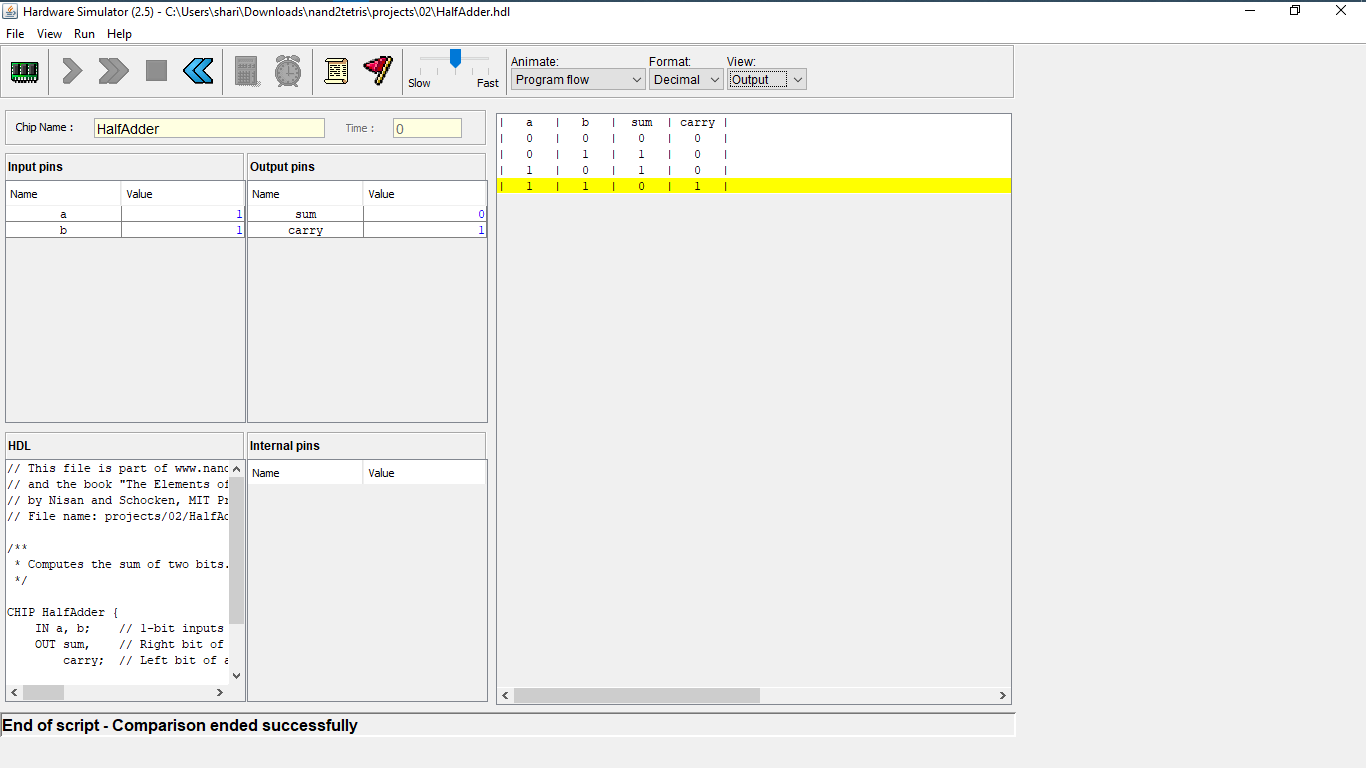 Hardware Simulator (2.5) - C:\Users\shari\Downloads\nand2tetris\projects\02\HalfAdder.hdl
File View Run Help
Slow Fast
Animate: Format: View:
Program flow Decimal Output
Chip Name : HalfAdder Time : 0
Input pins
Name Value
a 1
b 1
Output pins
Name Value
sum 0
carry 1
| a | b | sum | carry |
| 0 | 0 | 0 | 0 |
| 0 | 1 | 1 | 0 |
| 1 | 0 | 1 | 0 |
| 1 | 1 | 0 | 1 |
HDL
// This file is part of www.nand
// and the book "The Elements of
// by Nisan and Schocken, MIT Pr
// File name: projects/02/HalfAd
/**
* Computes the sum of two bits.
*/
CHIP HalfAdder {
IN a, b; // 1-bit inputs
OUT sum, // Right bit of
carry; // Left bit of a
Internal pins
Name Value
End of script - Comparison ended successfully